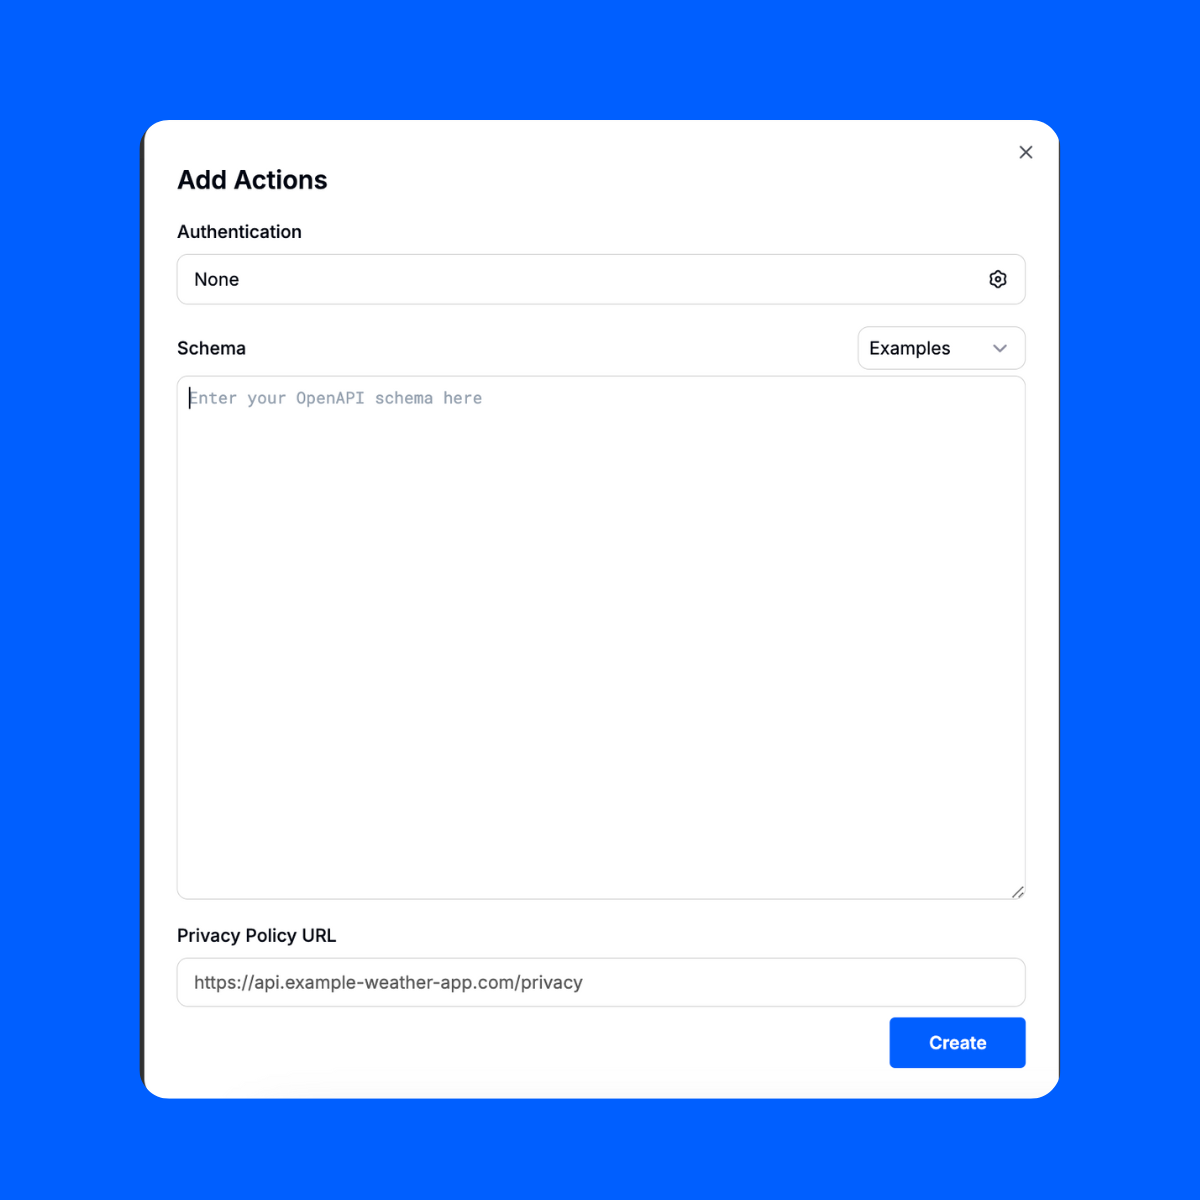 Add Actions
Authentication
None
Schema
Examples
Enter your OpenAPI schema here
Privacy Policy URL
https://api.example-weather-app.com/privacy
Create